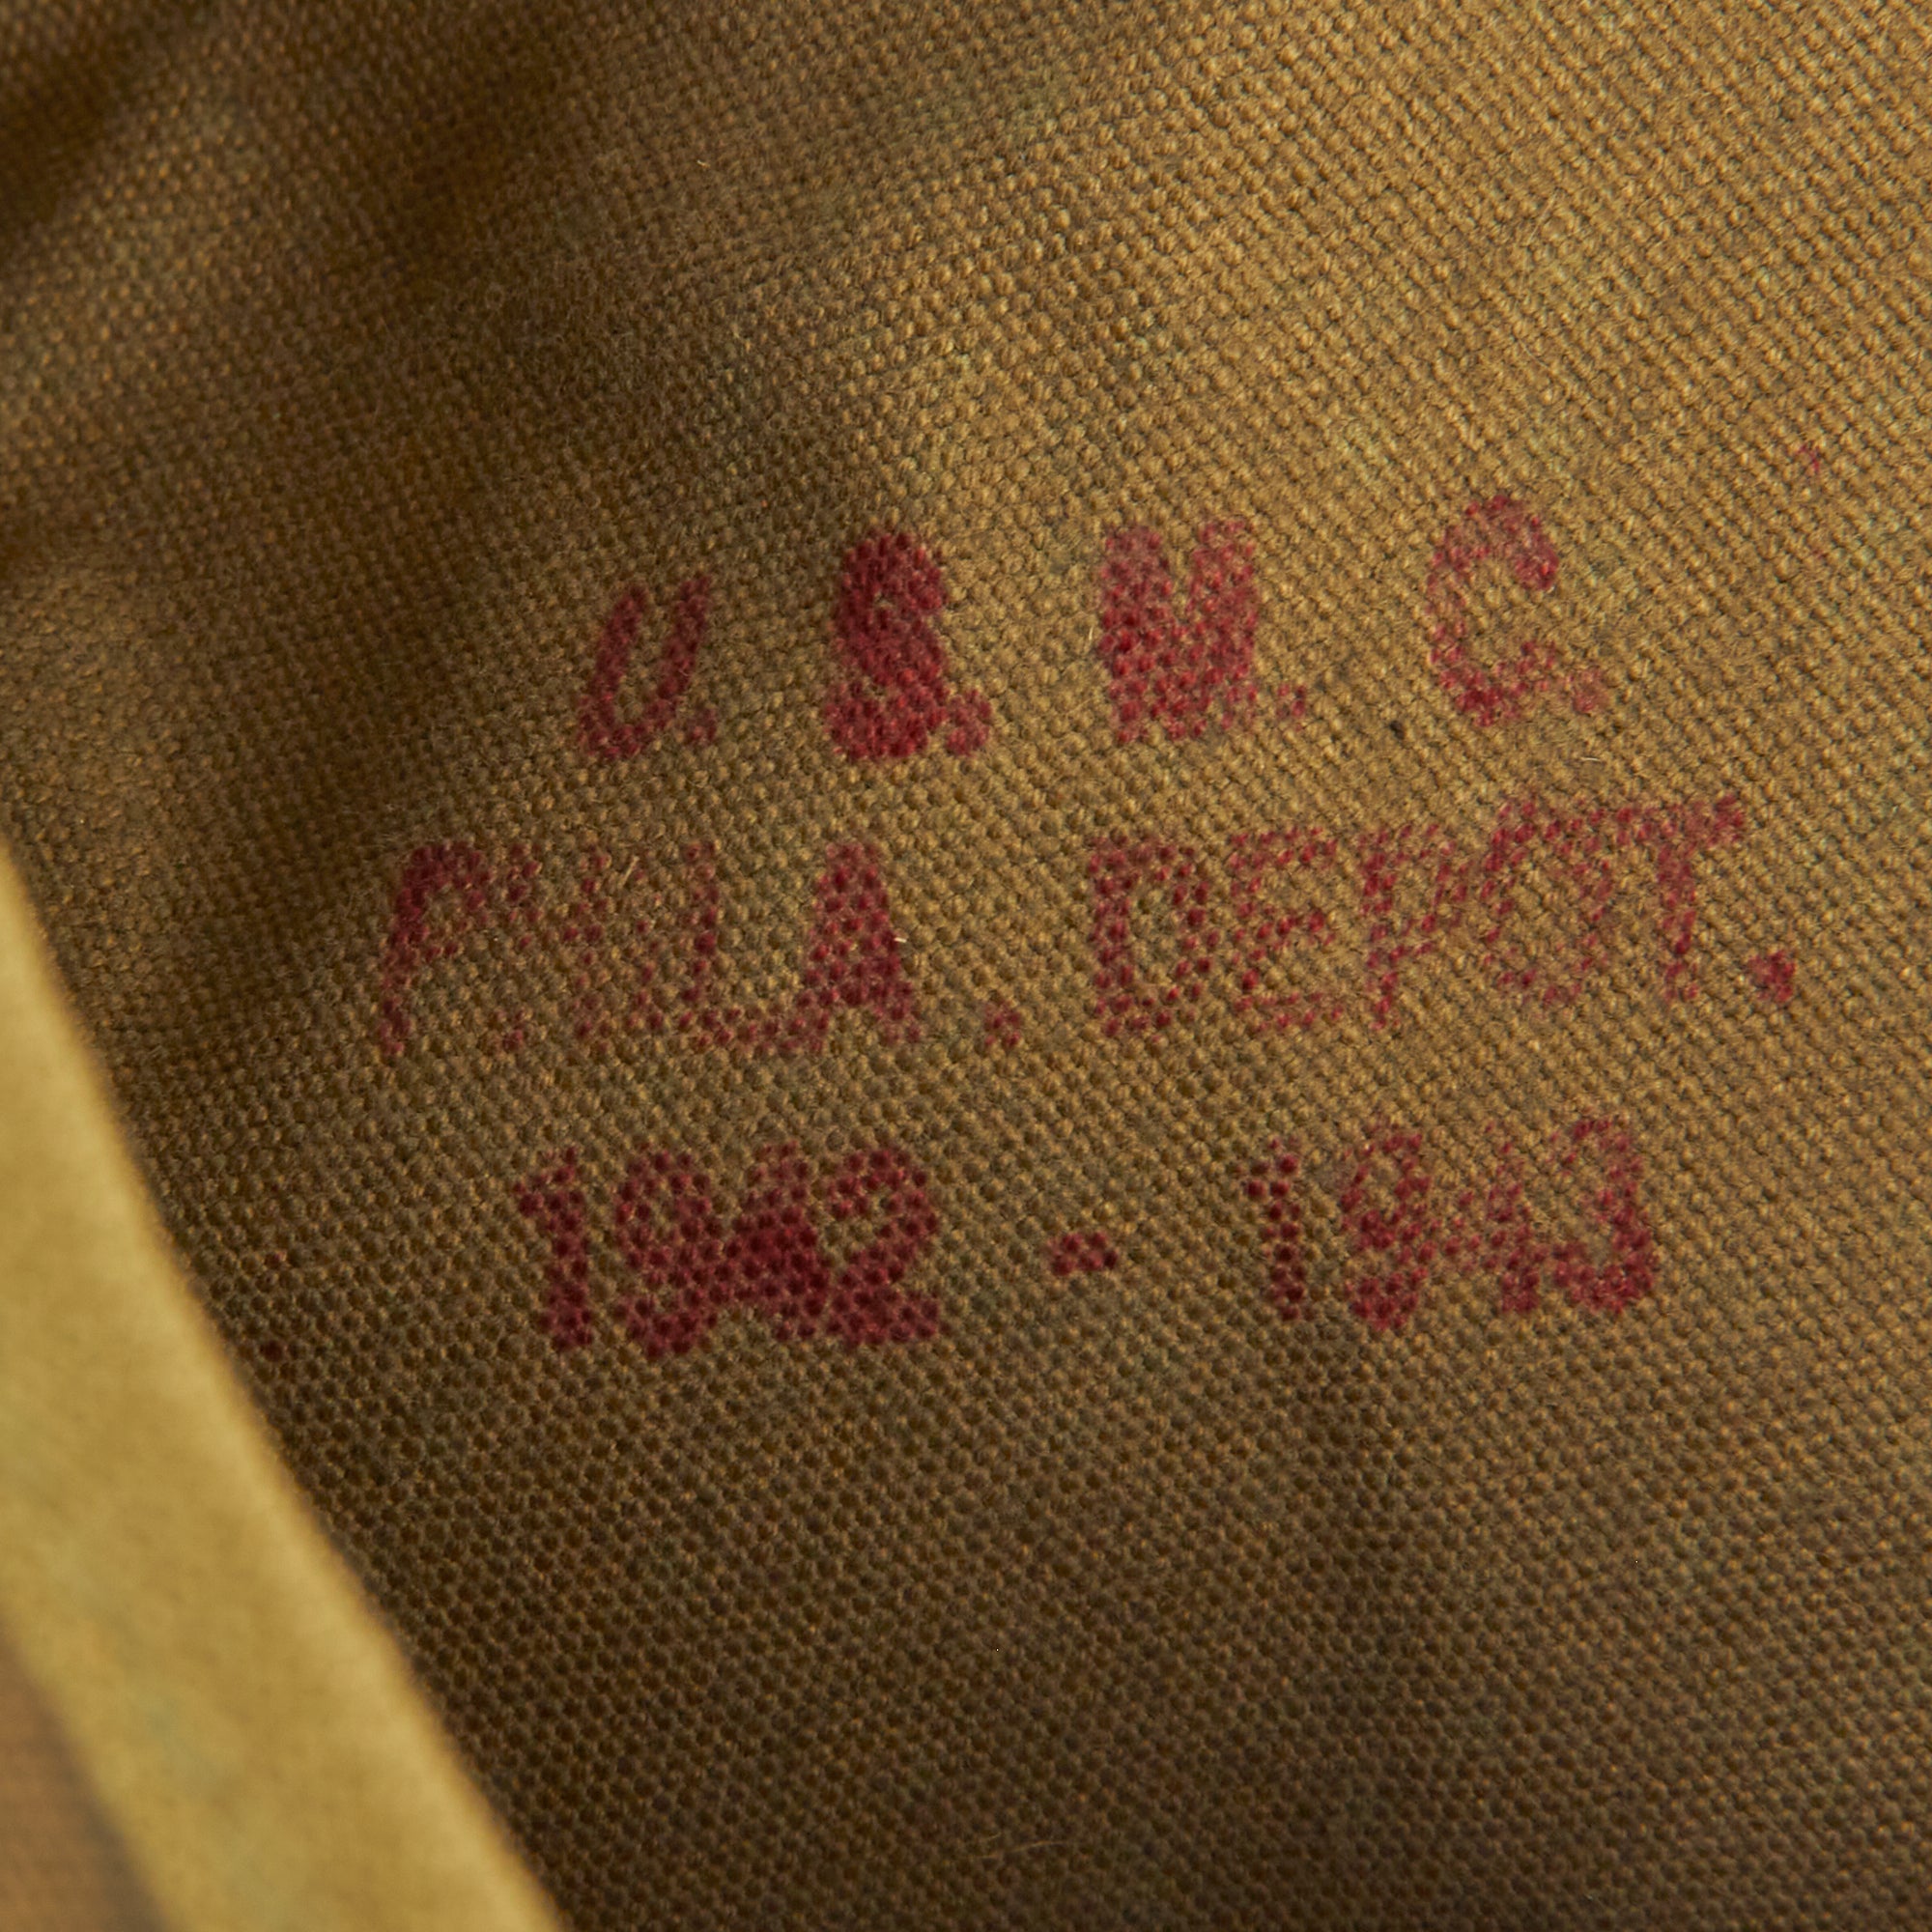 U. S. M. C.
PHILA. DEPOT.
1942 - 1943